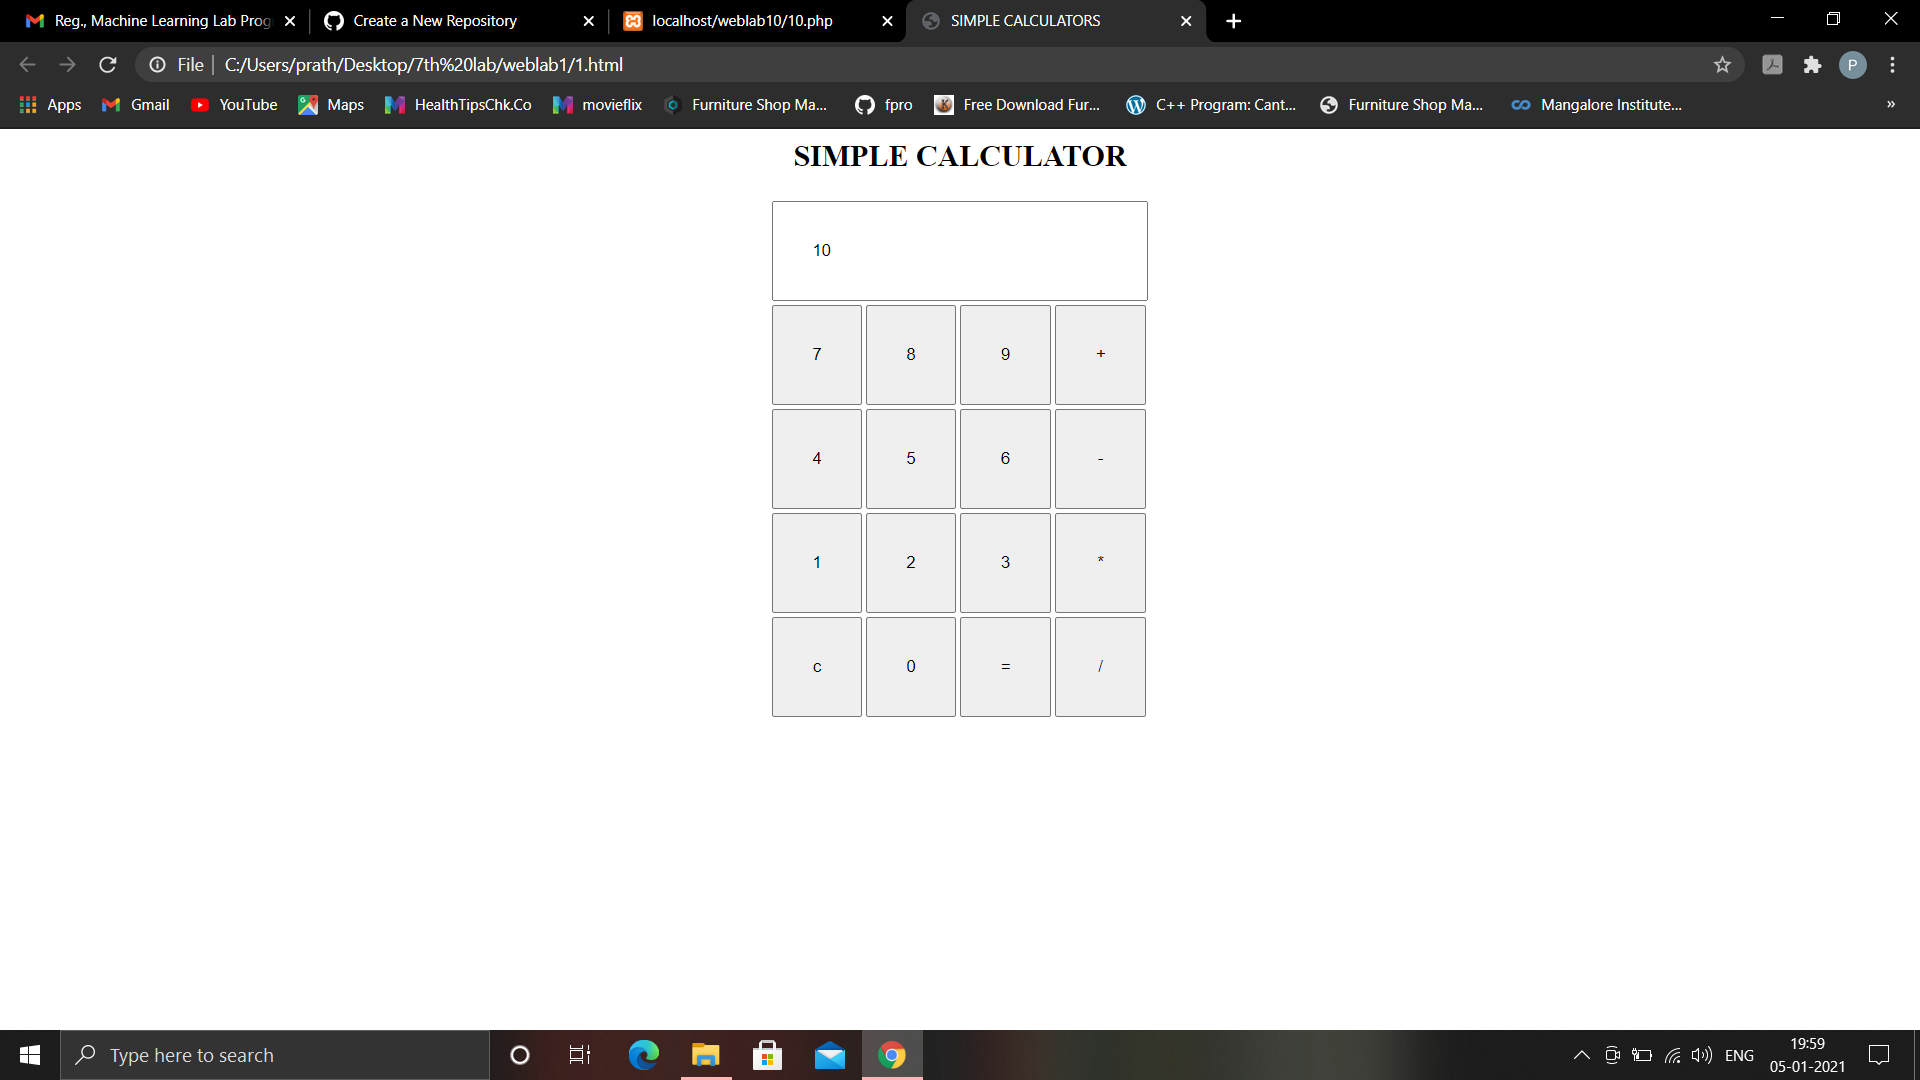 Reg., Machine Learning Lab Prog
Create a New Repository
localhost/weblab10/10.php
SIMPLE CALCULATORS
File
C:/Users/prath/Desktop/7th%20lab/weblab1/1.html
P
Apps
Gmail
YouTube
Maps
HealthTipsChk.Co
movieflix
Furniture Shop Ma...
fpro
Free Download Fur...
C++ Program: Cant...
Furniture Shop Ma...
Mangalore Institute...
»
SIMPLE CALCULATOR
10
7 8 9 +
4 5 6 -
1 2 3 *
c 0 = /
Type here to search
ENG
19:59
05-01-2021